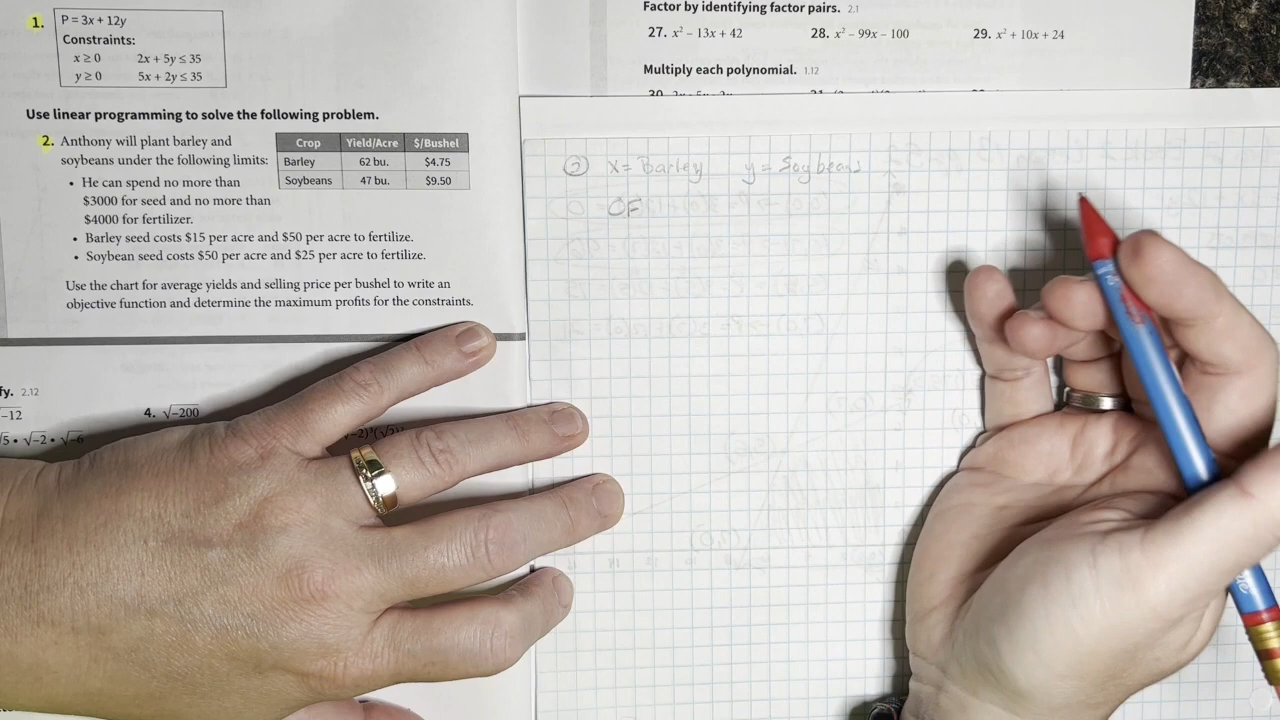 1. P = 3x + 12y
Constraints:
x ≥ 0 2x + 5y ≤ 35
y ≥ 0 5x + 2y ≤ 35
Use linear programming to solve the following problem.
2. Anthony will plant barley and
soybeans under the following limits:
• He can spend no more than
$3000 for seed and no more than
$4000 for fertilizer.
• Barley seed costs $15 per acre and $50 per acre to fertilize.
• Soybean seed costs $50 per acre and $25 per acre to fertilize.
Crop Yield/Acre $/Bushel
Barley 62 bu. $4.75
Soybeans 47 bu. $9.50
Use the chart for average yields and selling price per bushel to write an
objective function and determine the maximum profits for the constraints.
fy. 2.12
√−12 4. √−200
√5 • √−2 • √−6
Factor by identifying factor pairs. 2.1
27. x² − 13x + 42 28. x² − 99x − 100 29. x² + 10x + 24
Multiply each polynomial. 1.12
② x = Barley y = Soybeans
OF